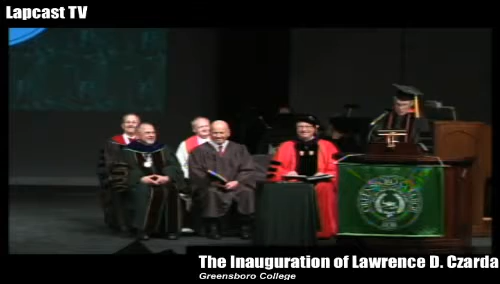 Lapcast TV
The Inauguration of Lawrence D. Czarda
Greensboro College